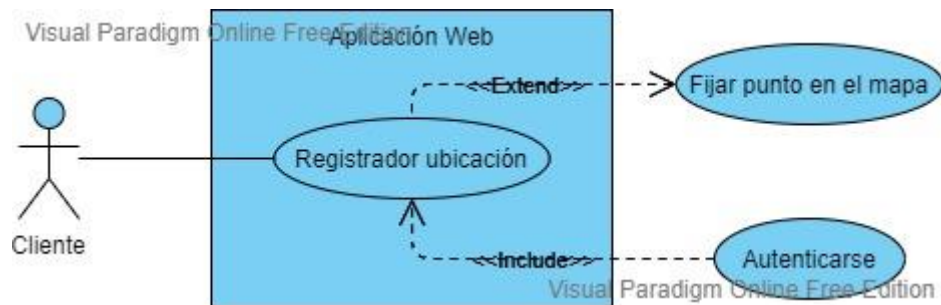 Visual Paradigm Online Free Edition
Aplicación Web
<<Extend>>
Fijar punto en el mapa
Registrador ubicación
Cliente
<<Include>>
Autenticarse
Visual Paradigm Online Free Edition